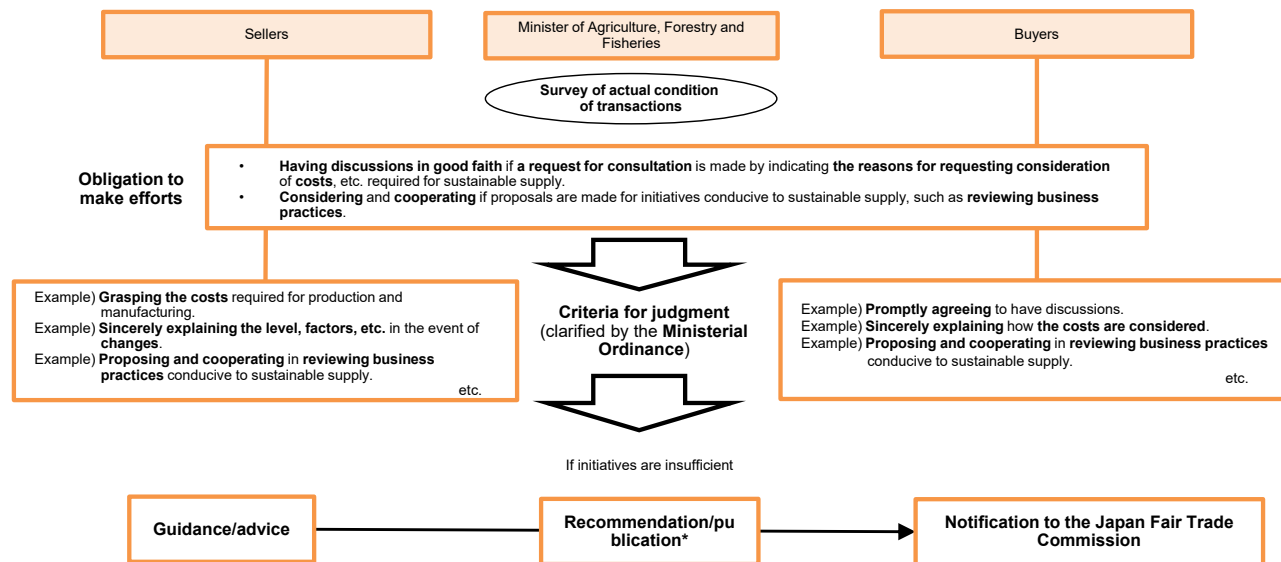 Sellers
Minister of Agriculture, Forestry and
Fisheries
Buyers
Survey of actual condition
of transactions
Obligation to
make efforts
• Having discussions in good faith if a request for consultation is made by indicating the reasons for requesting consideration
of costs, etc. required for sustainable supply.
• Considering and cooperating if proposals are made for initiatives conducive to sustainable supply, such as reviewing business
practices.
Example) Grasping the costs required for production and
manufacturing.
Example) Sincerely explaining the level, factors, etc. in the event of
changes.
Example) Proposing and cooperating in reviewing business
practices conducive to sustainable supply.
etc.
Criteria for judgment
(clarified by the Ministerial
Ordinance)
Example) Promptly agreeing to have discussions.
Example) Sincerely explaining how the costs are considered.
Example) Proposing and cooperating in reviewing business practices
conducive to sustainable supply.
etc.
If initiatives are insufficient
Guidance/advice
Recommendation/pu
blication*
Notification to the Japan Fair Trade
Commission